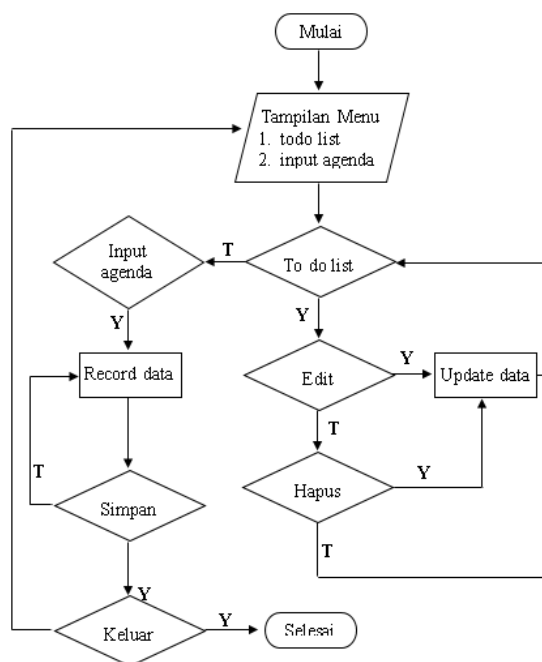 Mulai
Tampilan Menu
1. todo list
2. input agenda
Input
agenda
T
To do list
Y
Y
Record data
Edit
Y
Update data
T
T
Simpan
Hapus
Y
T
Y
Keluar
Y
Selesai